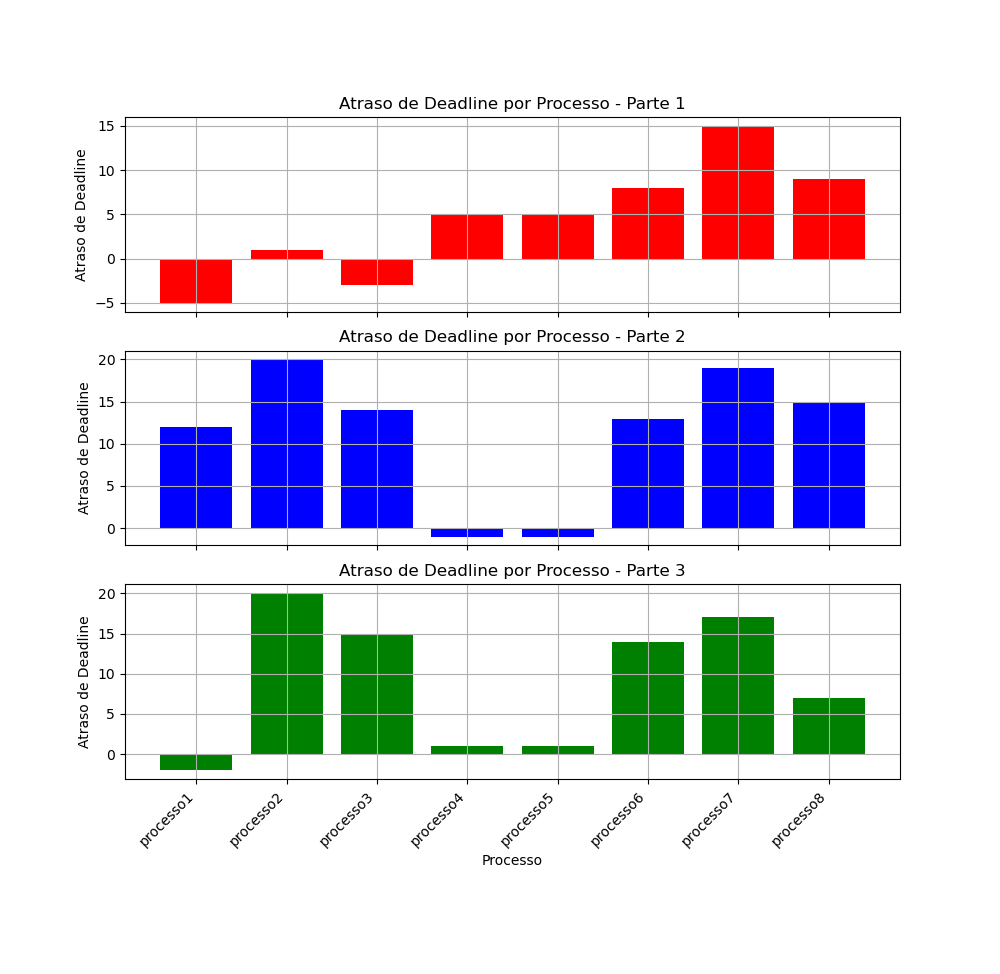 Atraso de Deadline por Processo - Parte 1
Atraso de Deadline
15
10
5
0
−5
Atraso de Deadline por Processo - Parte 2
Atraso de Deadline
20
15
10
5
0
Atraso de Deadline por Processo - Parte 3
Atraso de Deadline
20
15
10
5
0
processo1
processo2
processo3
processo4
processo5
processo6
processo7
processo8
Processo